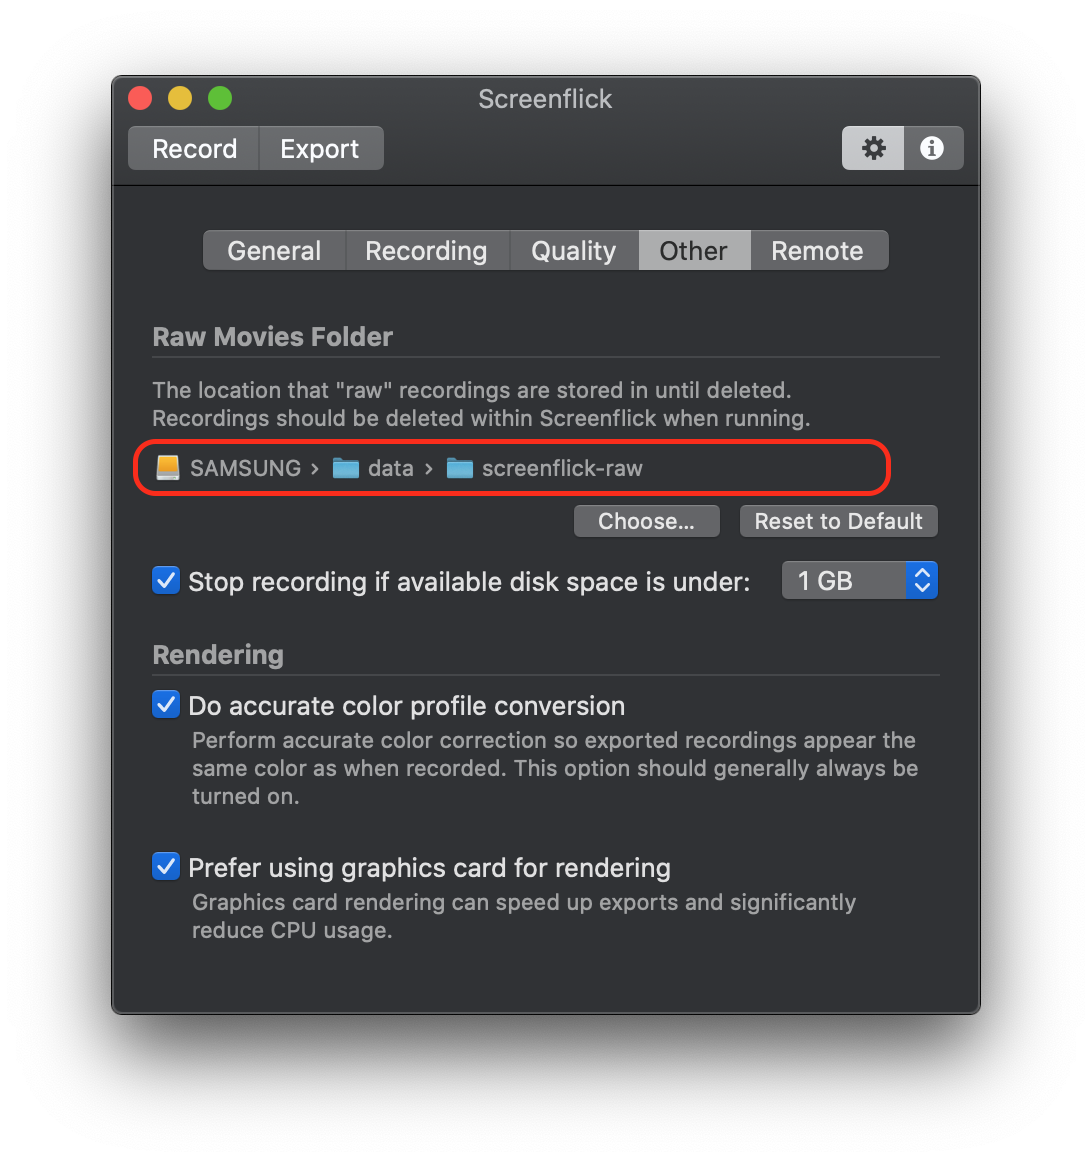 Screenflick
Record Export
General Recording Quality Other Remote
Raw Movies Folder
The location that "raw" recordings are stored in until deleted.
Recordings should be deleted within Screenflick when running.
SAMSUNG › data › screenflick-raw
Choose... Reset to Default
Stop recording if available disk space is under: 1 GB
Rendering
Do accurate color profile conversion
Perform accurate color correction so exported recordings appear the
same color as when recorded. This option should generally always be
turned on.
Prefer using graphics card for rendering
Graphics card rendering can speed up exports and significantly
reduce CPU usage.